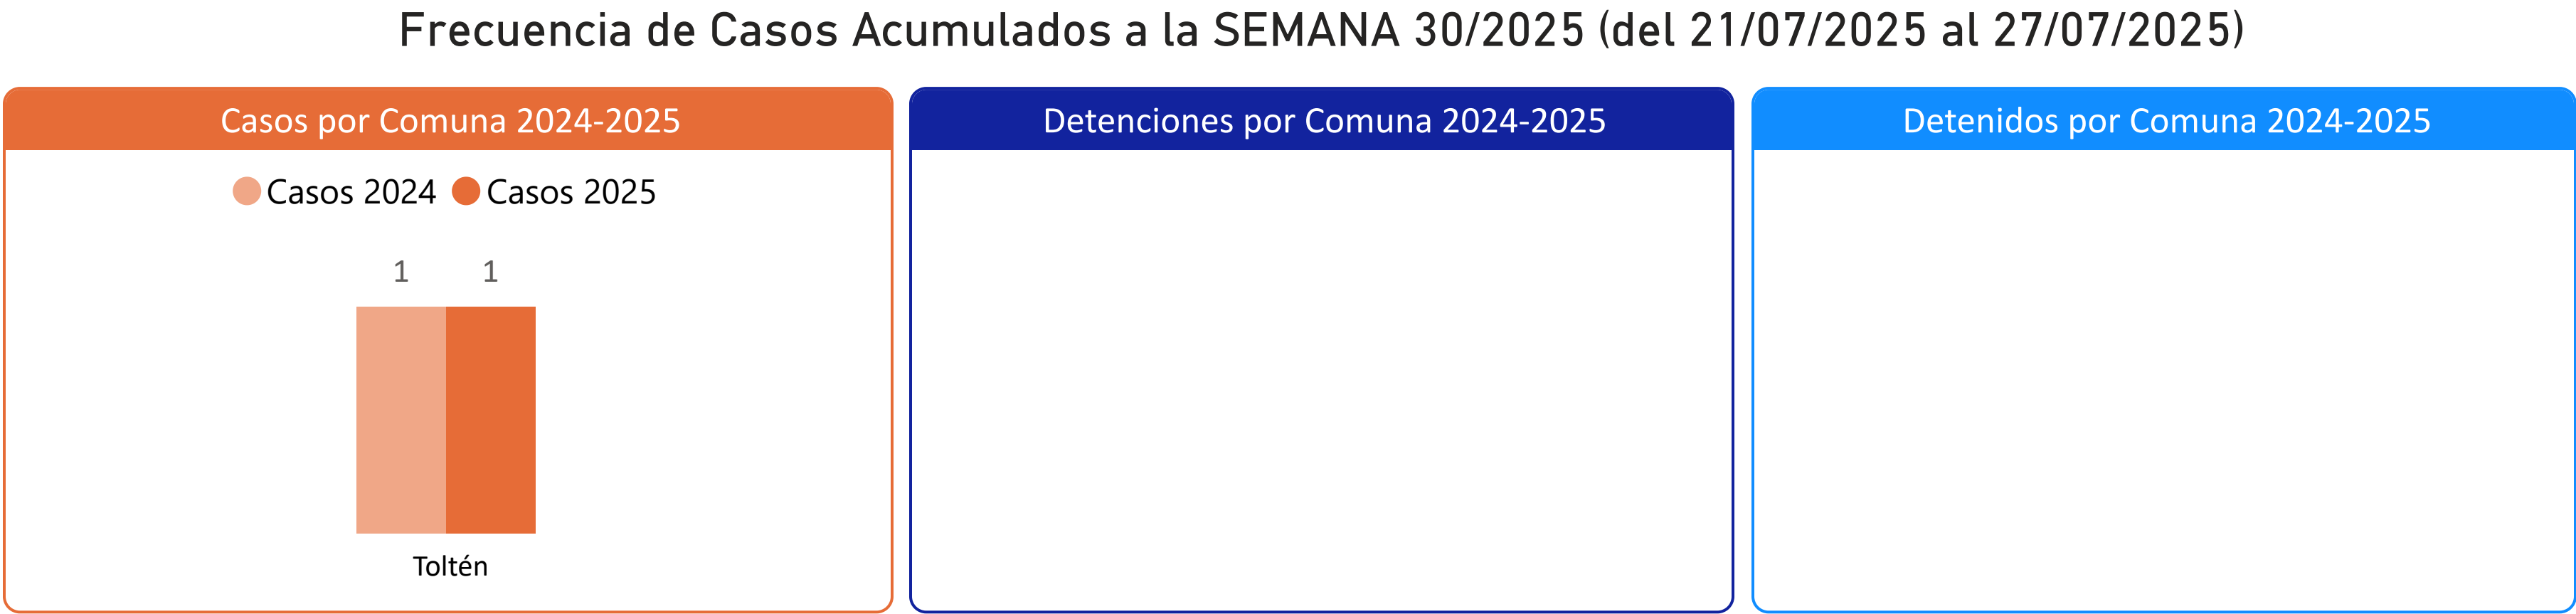 Frecuencia de Casos Acumulados a la SEMANA 30/2025 (del 21/07/2025 al 27/07/2025)
Casos por Comuna 2024-2025
Casos 2024 Casos 2025
1 1
Toltén
Detenciones por Comuna 2024-2025
Detenidos por Comuna 2024-2025